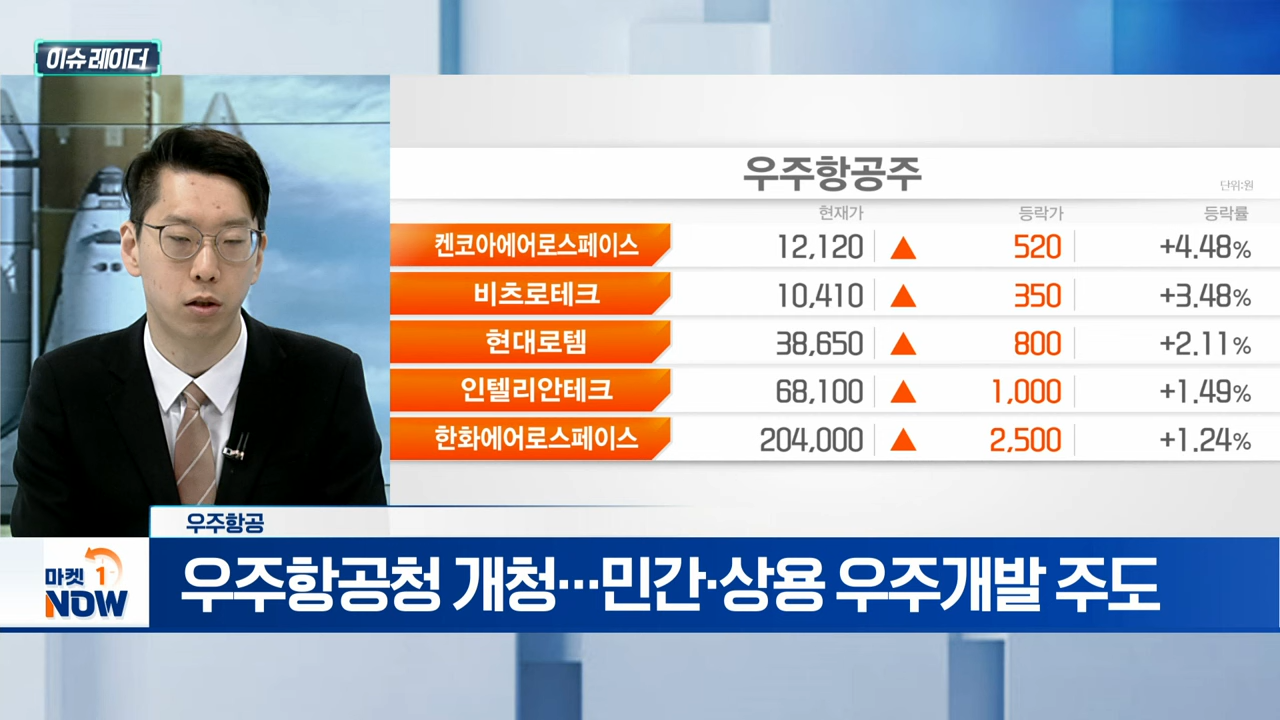 이슈 레이더
우주항공주
단위:원
현재가 등락가 등락률
켄코아에어로스페이스 12,120 ▲ 520 +4.48%
비츠로테크 10,410 ▲ 350 +3.48%
현대로템 38,650 ▲ 800 +2.11%
인텔리안테크 68,100 ▲ 1,000 +1.49%
한화에어로스페이스 204,000 ▲ 2,500 +1.24%
우주항공
마켓 1
NOW
우주항공청 개청…민간·상용 우주개발 주도